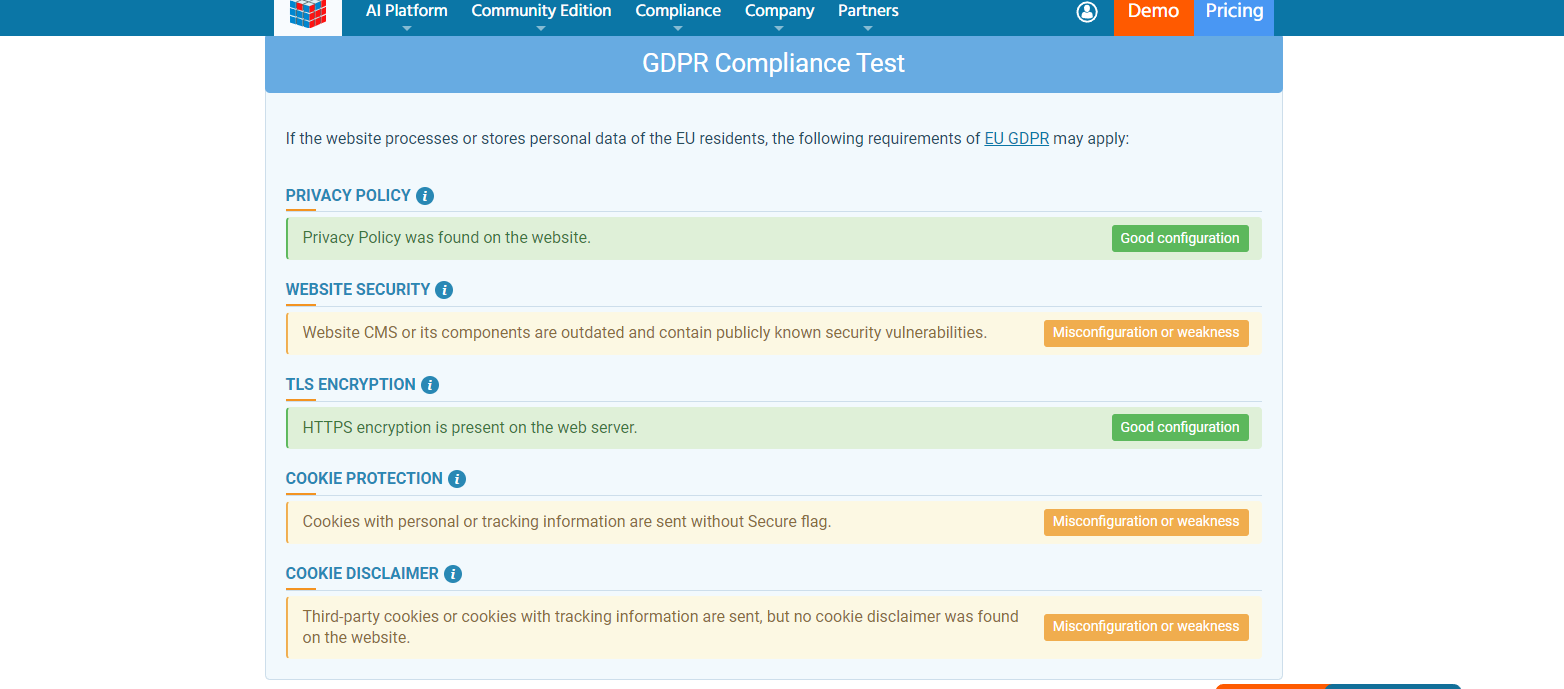 AI Platform Community Edition Compliance Company Partners Demo Pricing
GDPR Compliance Test
If the website processes or stores personal data of the EU residents, the following requirements of EU GDPR may apply:
PRIVACY POLICY i
Privacy Policy was found on the website. Good configuration
WEBSITE SECURITY i
Website CMS or its components are outdated and contain publicly known security vulnerabilities. Misconfiguration or weakness
TLS ENCRYPTION i
HTTPS encryption is present on the web server. Good configuration
COOKIE PROTECTION i
Cookies with personal or tracking information are sent without Secure flag. Misconfiguration or weakness
COOKIE DISCLAIMER i
Third-party cookies or cookies with tracking information are sent, but no cookie disclaimer was found
on the website. Misconfiguration or weakness